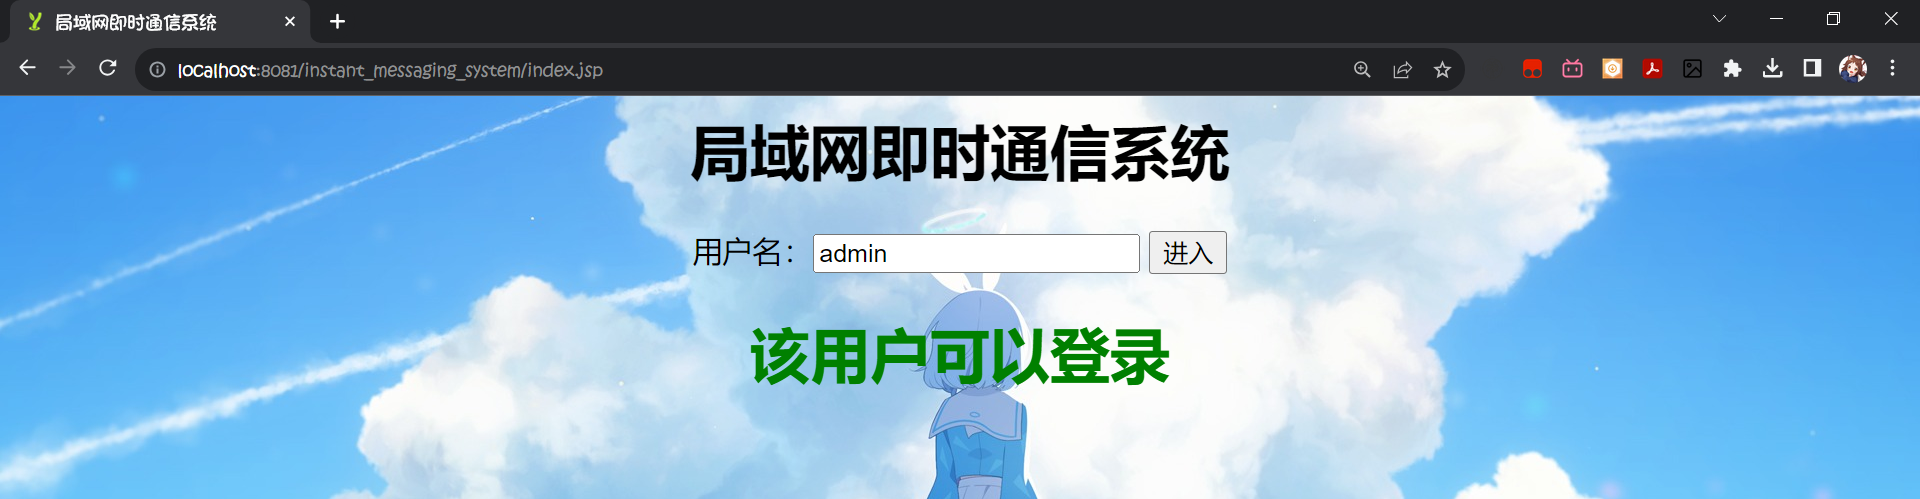 局域网即时通信系统
localhost:8081/instant_messaging_system/index.jsp
局域网即时通信系统
用户名： admin 进入
该用户可以登录